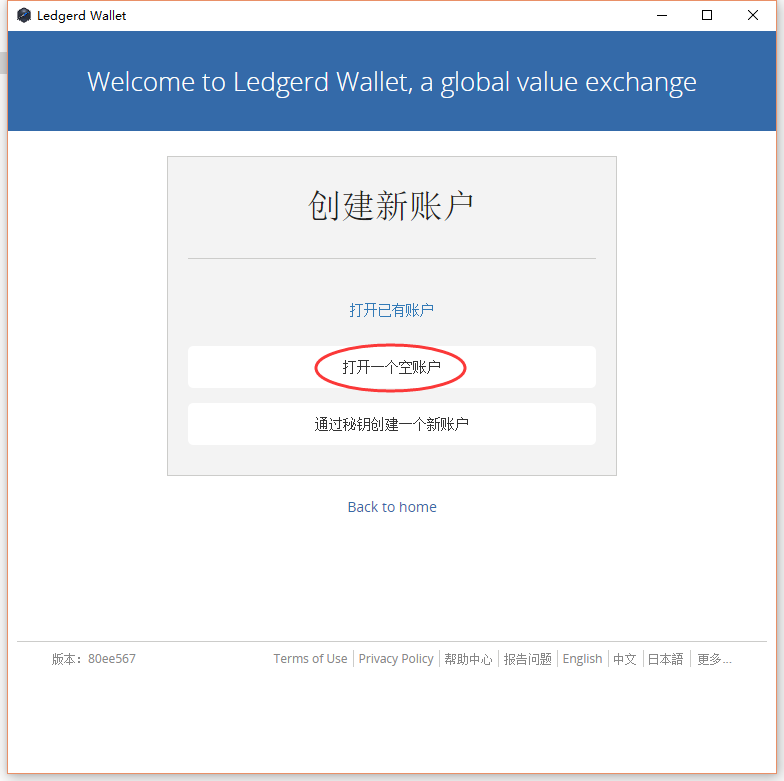 Ledgerd Wallet
Welcome to Ledgerd Wallet, a global value exchange
创建新账户
打开已有账户
打开一个空账户
通过秘钥创建一个新账户
Back to home
版本：80ee567 Terms of Use Privacy Policy 帮助中心 报告问题 English 中文 日本語 更多...